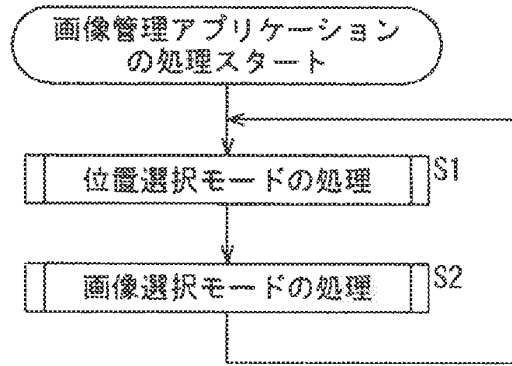 画像管理アプリケーション
の処理スタート
位置選択モードの処理
S1
画像選択モードの処理
S2